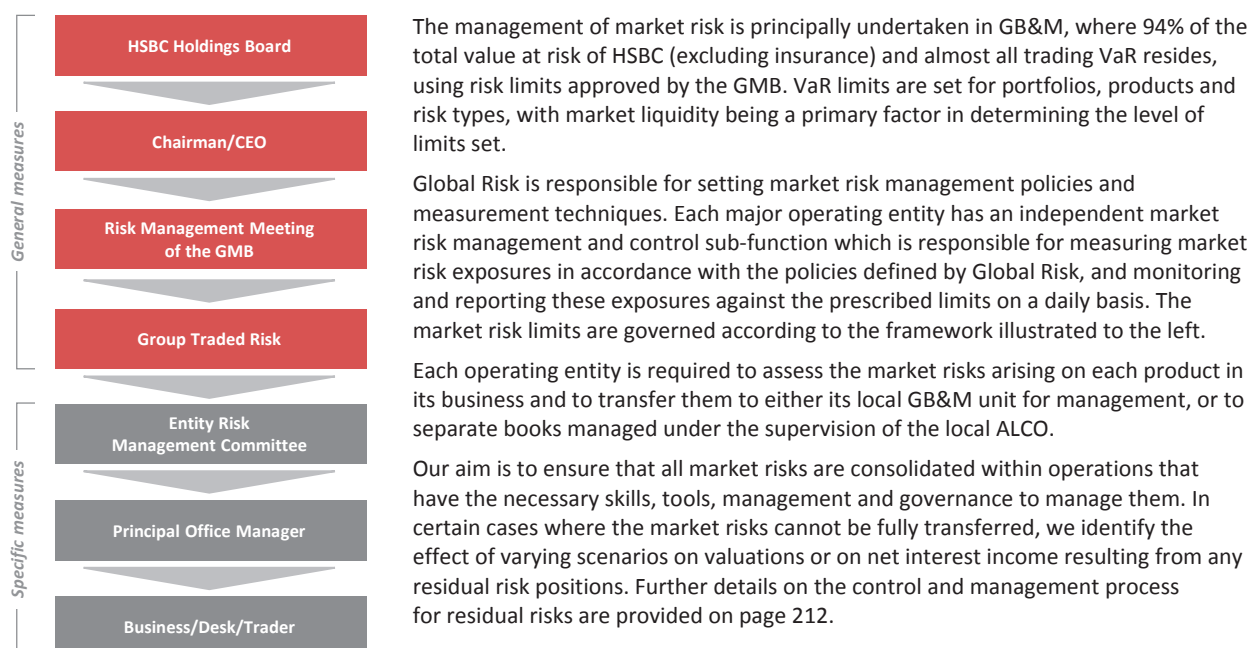 General measures
HSBC Holdings Board
Chairman/CEO
Risk Management Meeting
of the GMB
Group Traded Risk
Specific measures
Entity Risk
Management Committee
Principal Office Manager
Business/Desk/Trader
The management of market risk is principally undertaken in GB&M, where 94% of the
total value at risk of HSBC (excluding insurance) and almost all trading VaR resides,
using risk limits approved by the GMB. VaR limits are set for portfolios, products and
risk types, with market liquidity being a primary factor in determining the level of
limits set.
Global Risk is responsible for setting market risk management policies and
measurement techniques. Each major operating entity has an independent market
risk management and control sub-function which is responsible for measuring market
risk exposures in accordance with the policies defined by Global Risk, and monitoring
and reporting these exposures against the prescribed limits on a daily basis. The
market risk limits are governed according to the framework illustrated to the left.
Each operating entity is required to assess the market risks arising on each product in
its business and to transfer them to either its local GB&M unit for management, or to
separate books managed under the supervision of the local ALCO.
Our aim is to ensure that all market risks are consolidated within operations that
have the necessary skills, tools, management and governance to manage them. In
certain cases where the market risks cannot be fully transferred, we identify the
effect of varying scenarios on valuations or on net interest income resulting from any
residual risk positions. Further details on the control and management process
for residual risks are provided on page 212.